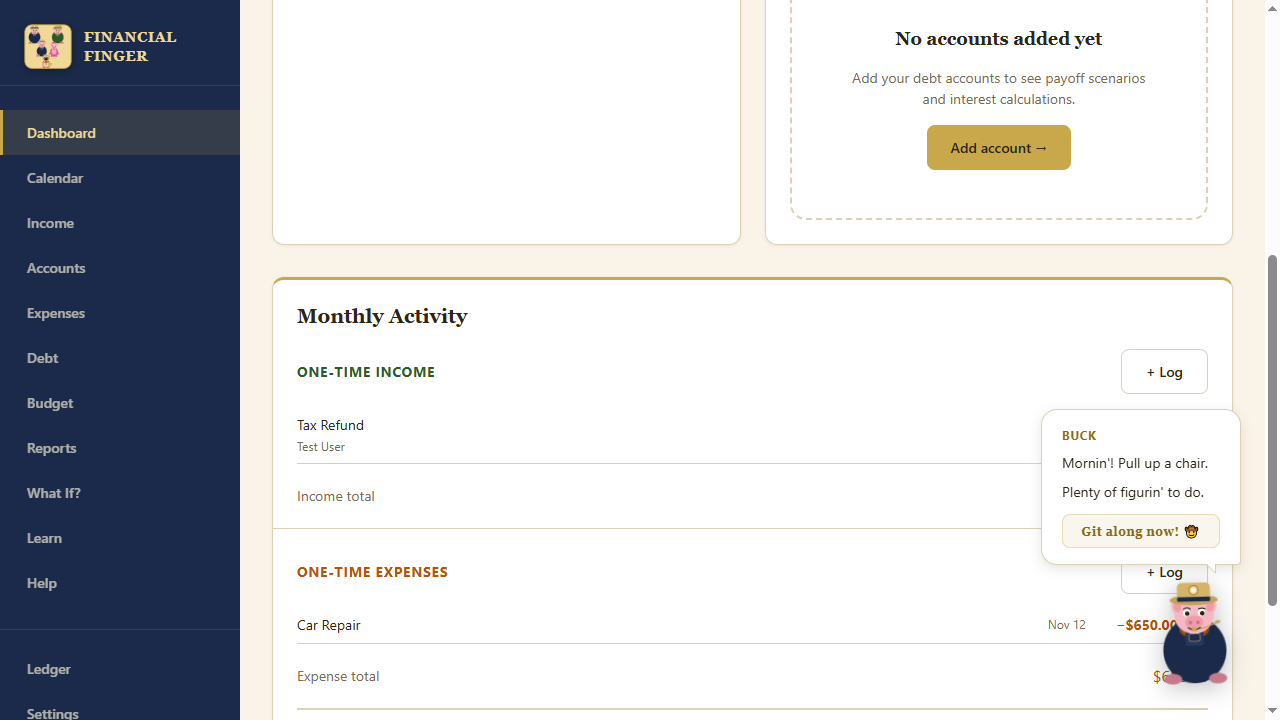 FINANCIAL
FINGER
Dashboard
Calendar
Income
Accounts
Expenses
Debt
Budget
Reports
What If?
Learn
Help
Ledger
Settings
No accounts added yet
Add your debt accounts to see payoff scenarios
and interest calculations.
Add account →
Monthly Activity
ONE-TIME INCOME
+ Log
Tax Refund
Test User
Income total
BUCK
Mornin'! Pull up a chair.
Plenty of figurin' to do.
Git along now! 🤠
ONE-TIME EXPENSES
+ Log
Car Repair
Nov 12
−$650.00
Expense total